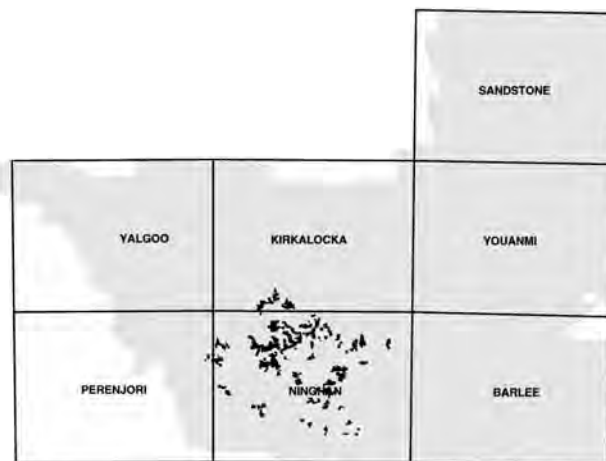 SANDSTONE
YALGOO KIRKALOCKA YOUANMI
PERENJORI NINGHAN BARLEE